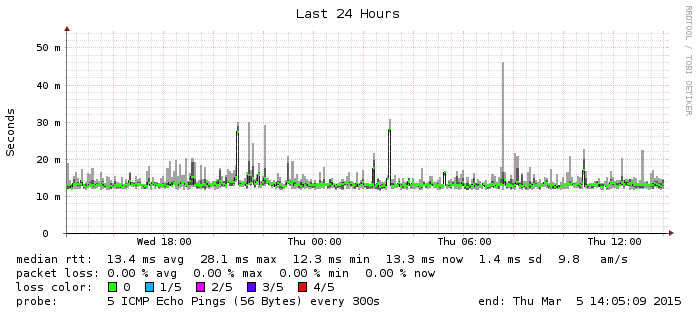 Last 24 Hours
RRDTOOL / TOBI OETIKER
Seconds
50 m
40 m
30 m
20 m
10 m
0
Wed 18:00 Thu 00:00 Thu 06:00 Thu 12:00
median rtt: 13.4 ms avg 28.1 ms max 12.3 ms min 13.3 ms now 1.4 ms sd 9.8 am/s
packet loss: 0.00 % avg 0.00 % max 0.00 % min 0.00 % now
loss color: 0 1/5 2/5 3/5 4/5
probe: 5 ICMP Echo Pings (56 Bytes) every 300s end: Thu Mar 5 14:05:09 2015